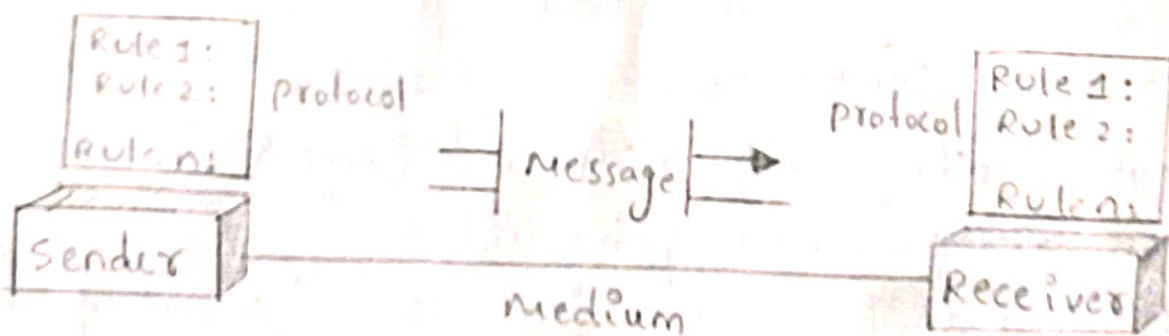 Rule 1:
Rule 2:
Rule n:
protocol
Message
protocol
Rule 1:
Rule 2:
Rule n:
Sender
Medium
Receiver